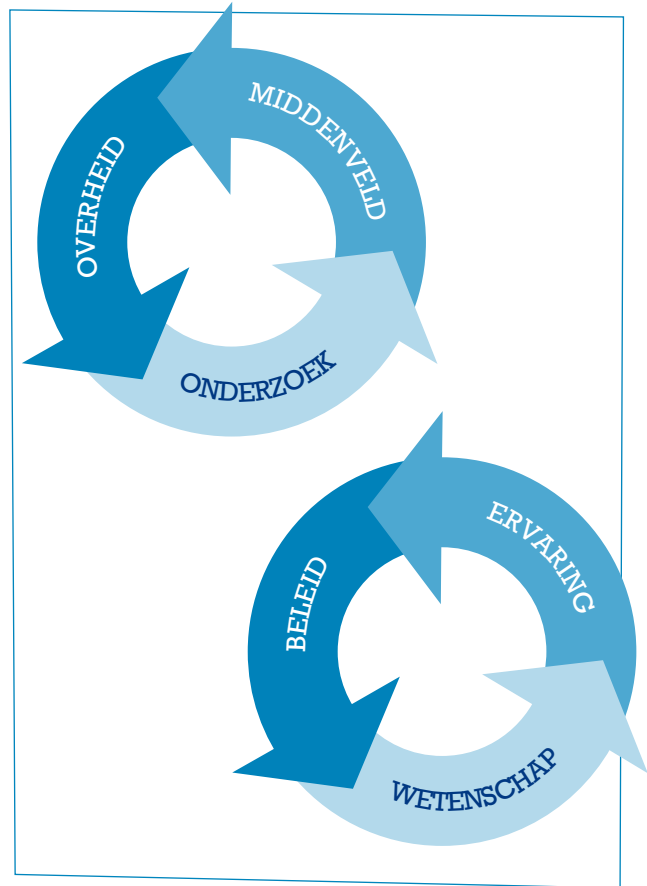 MIDDENVELD
OVERHEID
ONDERZOEK
ERVARING
BELEID
WETENSCHAP